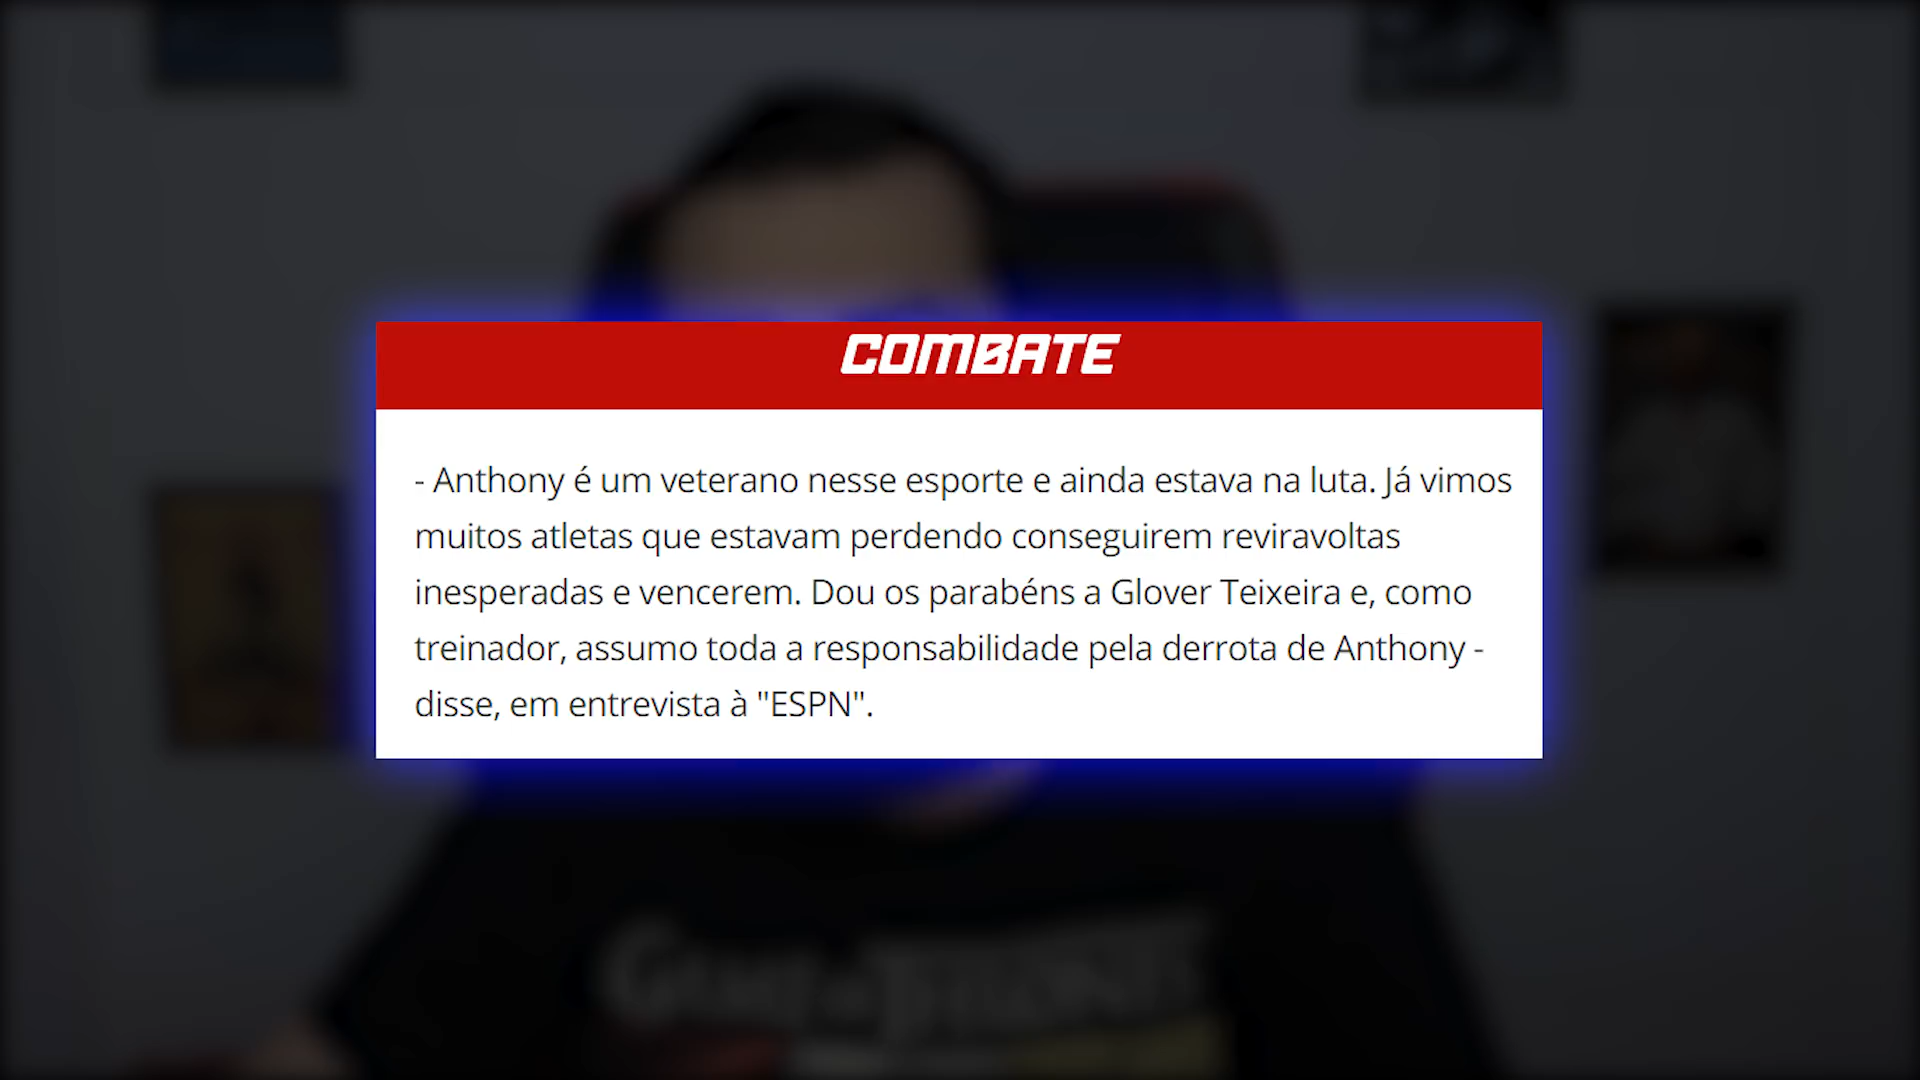 COMBATE
- Anthony é um veterano nesse esporte e ainda estava na luta. Já vimos
muitos atletas que estavam perdendo conseguirem reviravoltas
inesperadas e vencerem. Dou os parabéns a Glover Teixeira e, como
treinador, assumo toda a responsabilidade pela derrota de Anthony -
disse, em entrevista à "ESPN".